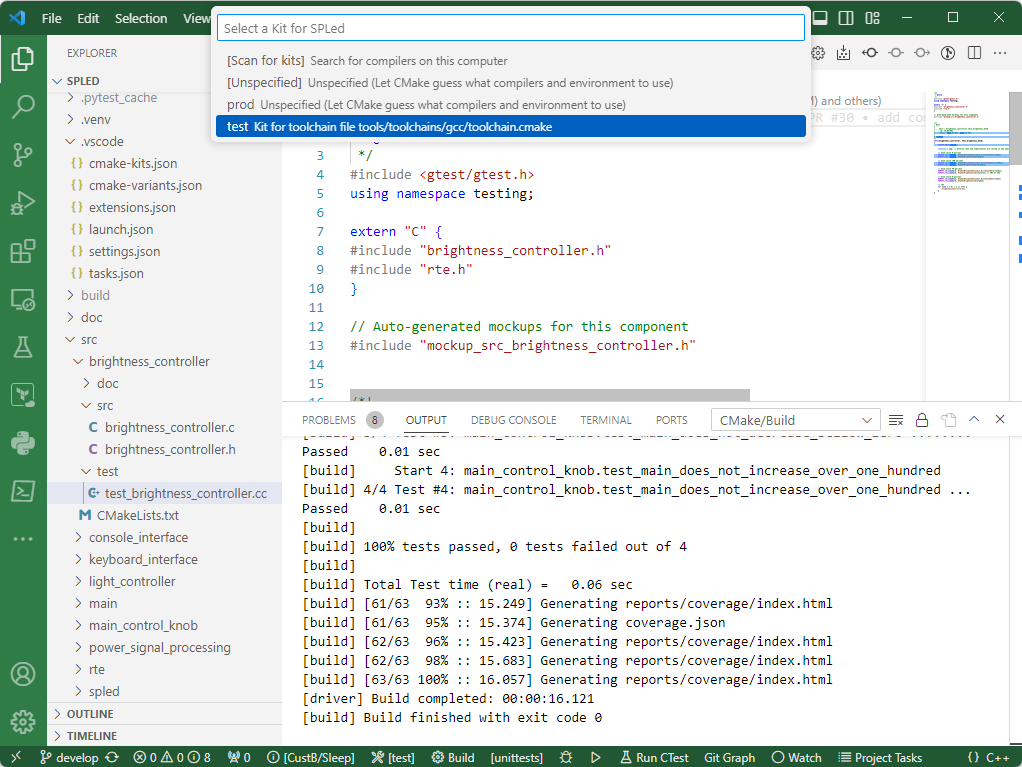 File Edit Selection View
Select a Kit for SPLed
[Scan for kits] Search for compilers on this computer
[Unspecified] Unspecified (Let CMake guess what compilers and environment to use)
prod Unspecified (Let CMake guess what compilers and environment to use)
test Kit for toolchain file tools/toolchains/gcc/toolchain.cmake
EXPLORER
SPLED
.pytest_cache
.venv
.vscode
cmake-kits.json
cmake-variants.json
extensions.json
launch.json
settings.json
tasks.json
build
doc
src
brightness_controller
doc
src
brightness_controller.c
brightness_controller.h
test
test_brightness_controller.cc
CMakeLists.txt
console_interface
keyboard_interface
light_controller
main
main_control_knob
power_signal_processing
rte
spled
OUTLINE
TIMELINE
and others)
PR #30 • add
3 */
4 #include <gtest/gtest.h>
5 using namespace testing;
6
7 extern "C" {
8 #include "brightness_controller.h"
9 #include "rte.h"
10 }
11
12 // Auto-generated mockups for this component
13 #include "mockup_src_brightness_controller.h"
14
15
16 /*!
PROBLEMS 8 OUTPUT DEBUG CONSOLE TERMINAL PORTS CMake/Build
Passed 0.01 sec
[build] Start 4: main_control_knob.test_main_does_not_increase_over_one_hundred
[build] 4/4 Test #4: main_control_knob.test_main_does_not_increase_over_one_hundred ...
Passed 0.01 sec
[build]
[build] 100% tests passed, 0 tests failed out of 4
[build]
[build] Total Test time (real) = 0.06 sec
[build] [61/63 93% :: 15.249] Generating reports/coverage/index.html
[build] [61/63 95% :: 15.374] Generating coverage.json
[build] [62/63 96% :: 15.423] Generating reports/coverage/index.html
[build] [62/63 98% :: 15.683] Generating reports/coverage/index.html
[build] [63/63 100% :: 16.057] Generating reports/coverage/index.html
[driver] Build completed: 00:00:16.121
[build] Build finished with exit code 0
develop 0 0 8 0 [CustB/Sleep] [test] Build [unittests] Run CTest Git Graph Watch Project Tasks {} C++